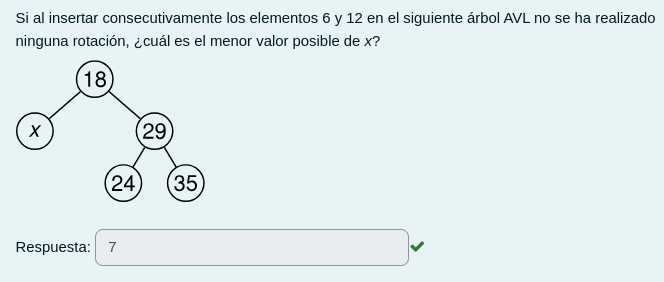 Si al insertar consecutivamente los elementos 6 y 12 en el siguiente árbol AVL no se ha realizado
ninguna rotación, ¿cuál es el menor valor posible de x?
18
x
29
24
35
Respuesta: 7